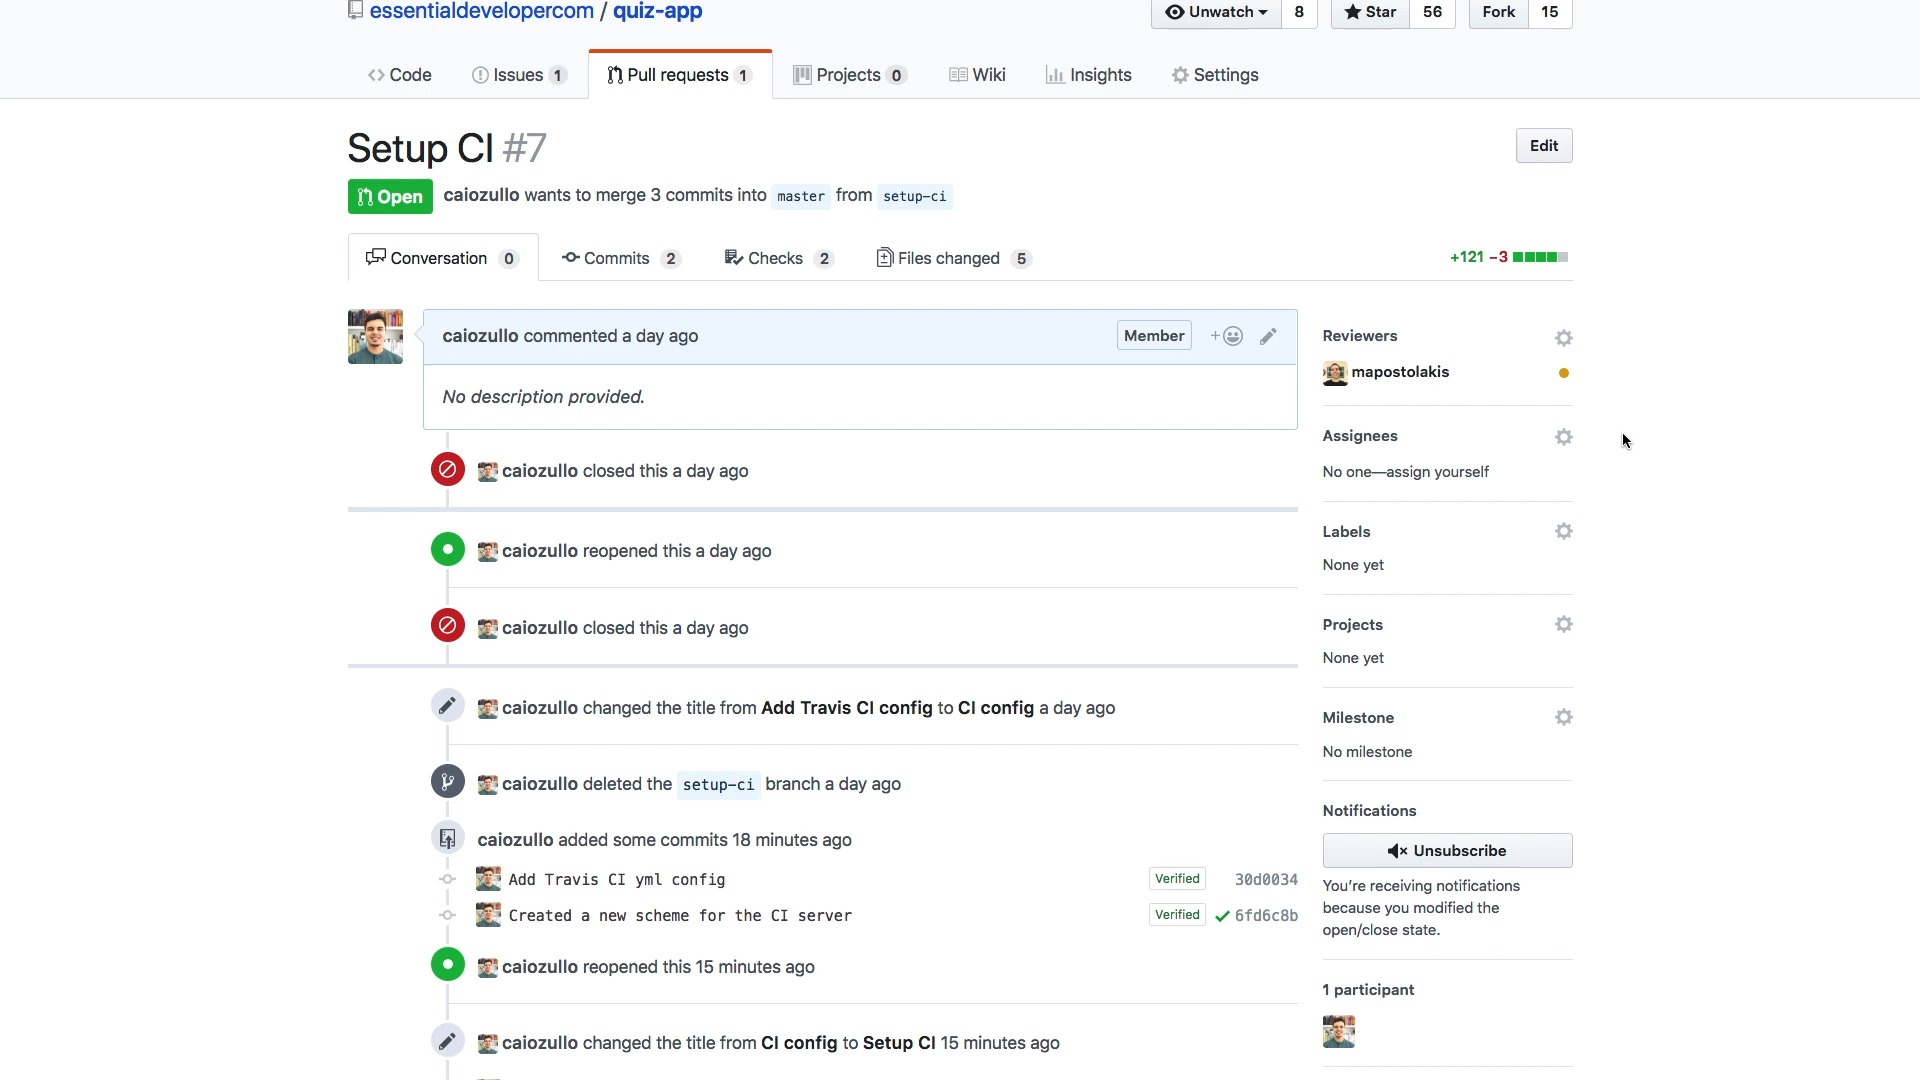 essentialdevelopercom / quiz-app
Unwatch 8 Star 56 Fork 15
Code Issues 1 Pull requests 1 Projects 0 Wiki Insights Settings
Setup CI #7
Edit
Open caiozullo wants to merge 3 commits into master from setup-ci
Conversation 0 Commits 2 Checks 2 Files changed 5 +121 −3
caiozullo commented a day ago Member
No description provided.
caiozullo closed this a day ago
caiozullo reopened this a day ago
caiozullo closed this a day ago
caiozullo changed the title from Add Travis CI config to CI config a day ago
caiozullo deleted the setup-ci branch a day ago
caiozullo added some commits 18 minutes ago
Add Travis CI yml config Verified 30d0034
Created a new scheme for the CI server Verified 6fd6c8b
caiozullo reopened this 15 minutes ago
caiozullo changed the title from CI config to Setup CI 15 minutes ago
Reviewers
mapostolakis
Assignees
No one—assign yourself
Labels
None yet
Projects
None yet
Milestone
No milestone
Notifications
Unsubscribe
You're receiving notifications
because you modified the
open/close state.
1 participant